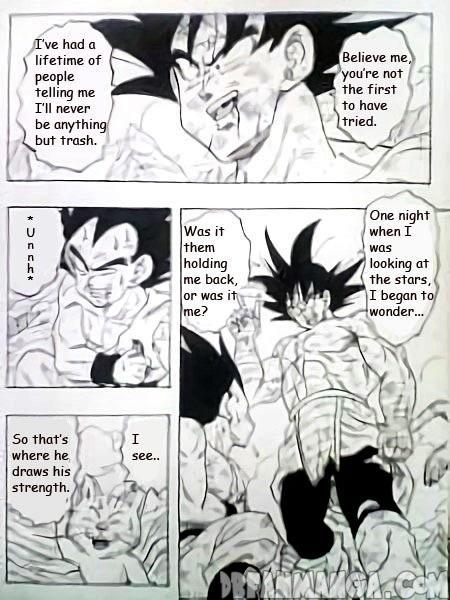 Believe me,
you're not
the first
to have
tried.
I've had a
lifetime of
people
telling me
I'll never
be anything
but trash.
One night
when I
was
looking at
the stars,
I began to
wonder...
Was it
them
holding
me back,
or was it
me?
*Unnh*
I
see..
So that's
where he
draws his
strength.
DBFANMANGA.COM